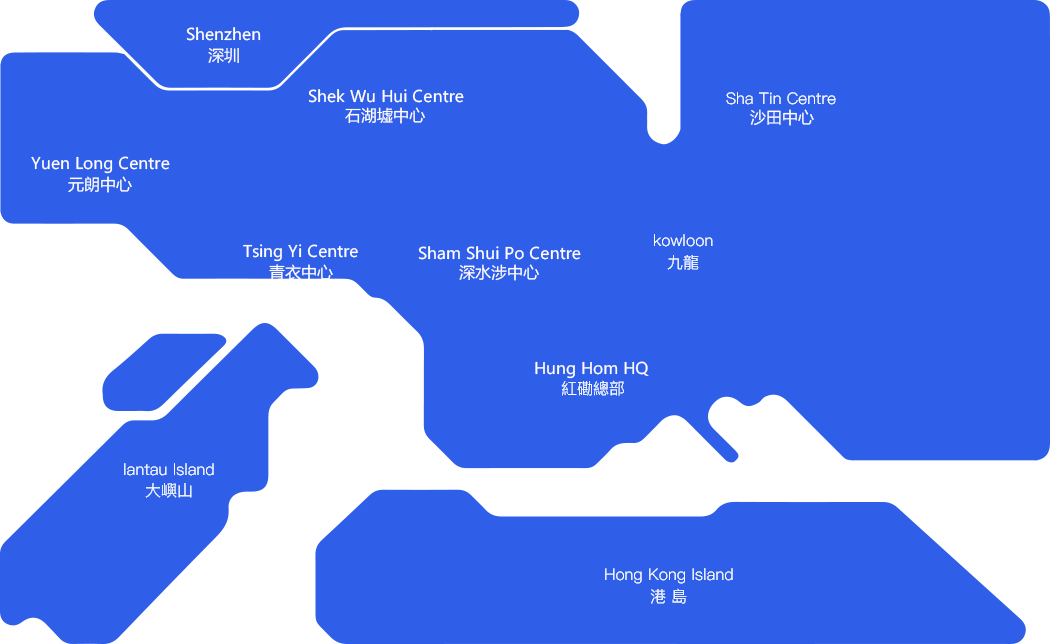 Shenzhen
深圳
Shek Wu Hui Centre
石湖墟中心
Sha Tin Centre
沙田中心
Yuen Long Centre
元朗中心
Tsing Yi Centre
青衣中心
Sham Shui Po Centre
深水涉中心
kowloon
九龍
Hung Hom HQ
紅磡總部
lantau Island
大嶼山
Hong Kong Island
港 島